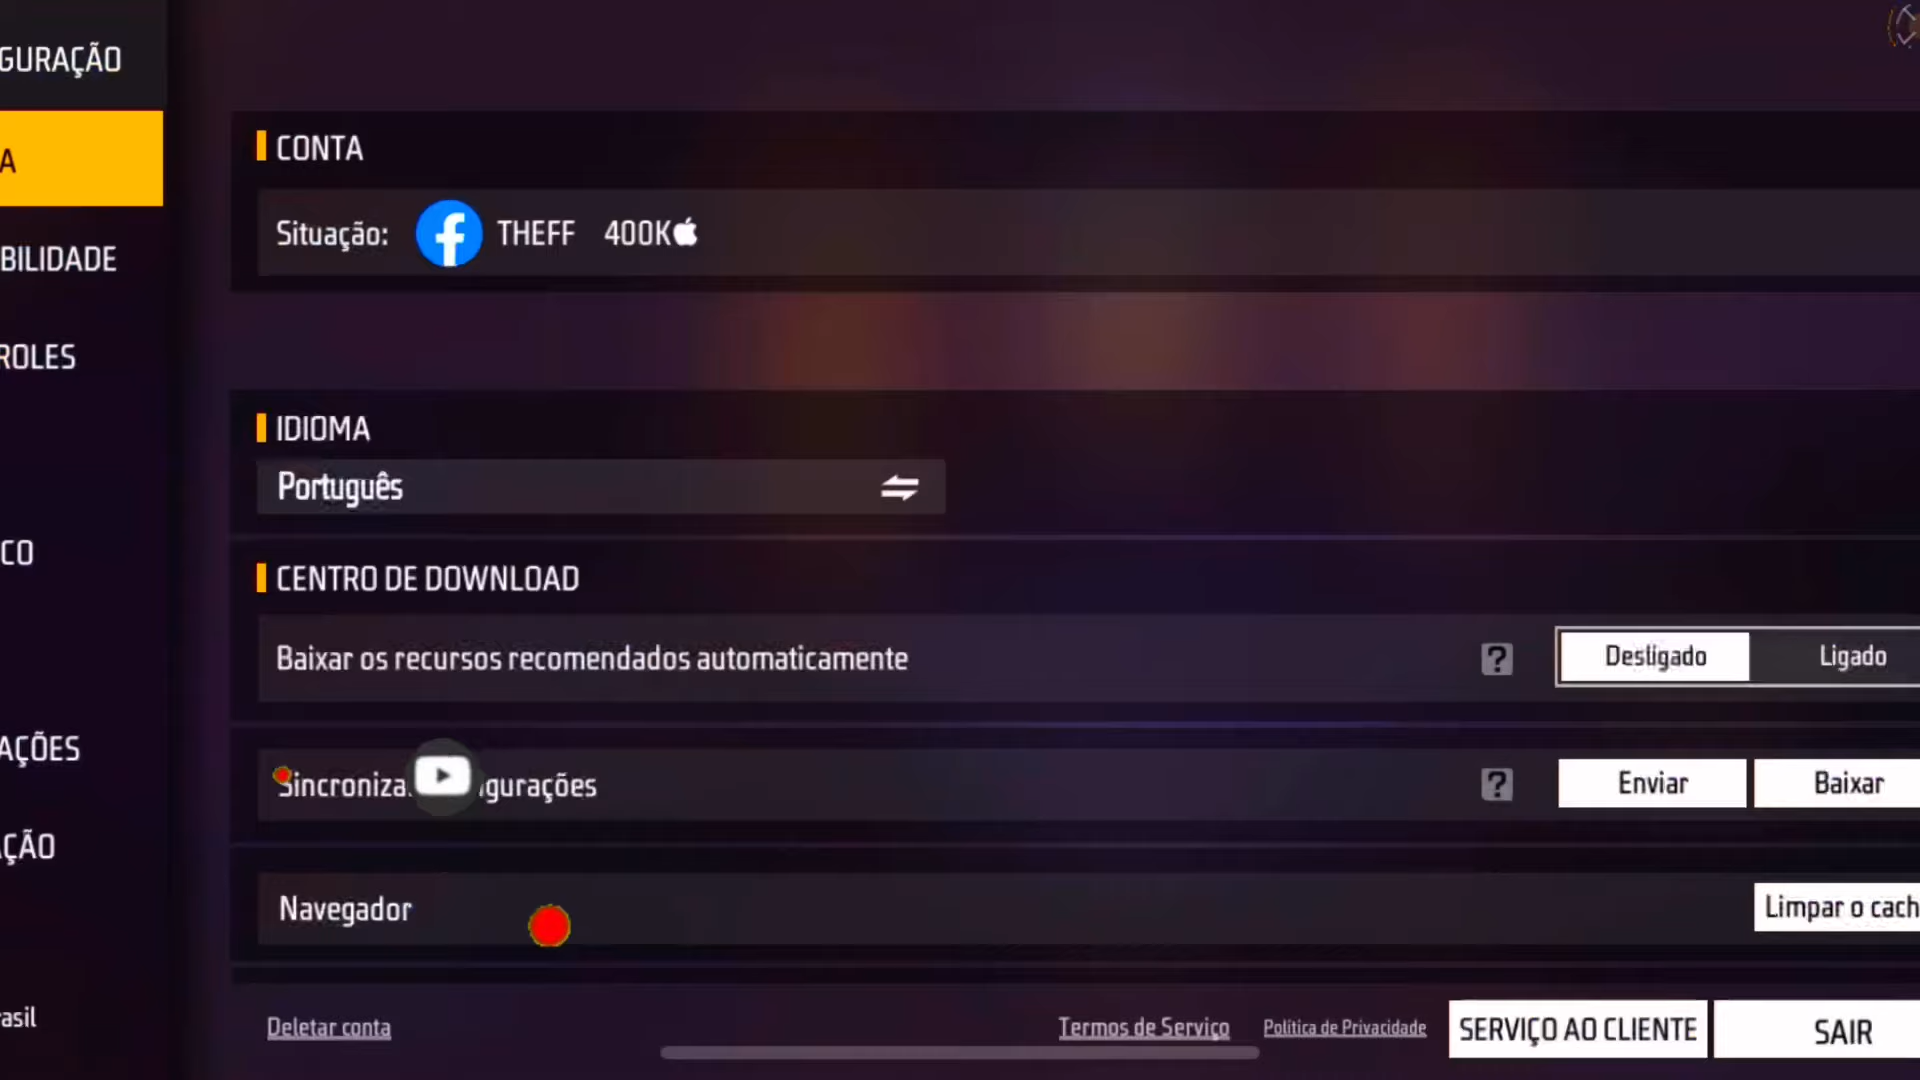 GURAÇÃO
A
BILIDADE
ROLES
CO
AÇÕES
AÇÃO
asil
CONTA
Situação: THEFF 400K
IDIOMA
Português
CENTRO DE DOWNLOAD
Baixar os recursos recomendados automaticamente ? Desligado Ligado
Sincroniza igurações ? Enviar Baixar
Navegador Limpar o cach
Deletar conta Termos de Serviço Política de Privacidade SERVIÇO AO CLIENTE SAIR